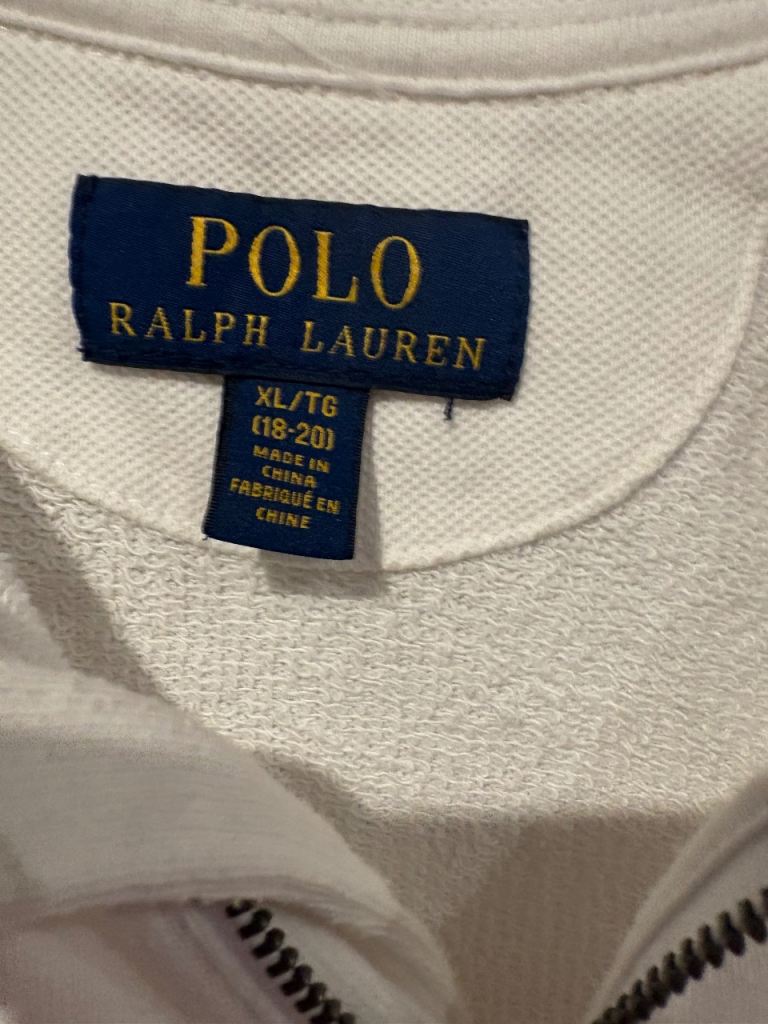 POLO
RALPH LAUREN
XL/TG
(18-20)
MADE IN
CHINA
FABRIQUÉ EN
CHINE